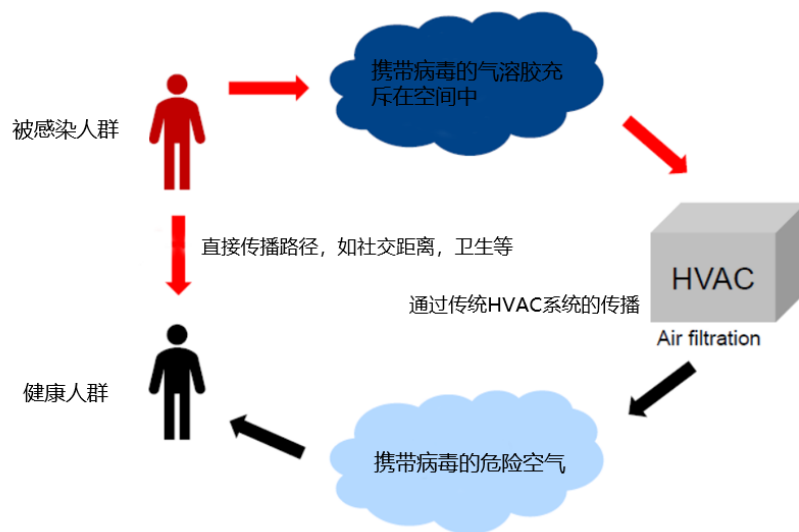 携带病毒的气溶胶充
斥在空间中
被感染人群
直接传播路径，如社交距离，卫生等
HVAC
通过传统HVAC系统的传播
Air filtration
健康人群
携带病毒的危险空气